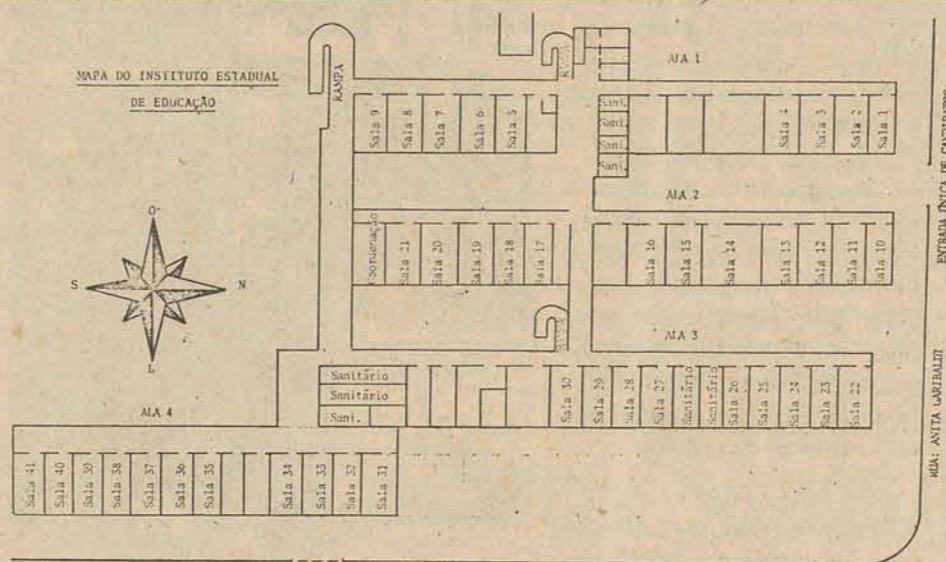 MAPA DO INSTITUTO ESTADUAL
DE EDUCAÇÃO
RAMPA
ALA 1
Sala 9
Sala 8
Sala 7
Sala 6
Sala 5
Sani.
Sani.
Sani.
Sani.
Sala 4
Sala 3
Sala 2
Sala 1
ALA 2
Coordenação
Sala 21
Sala 20
Sala 19
Sala 18
Sala 17
Sala 16
Sala 15
Sala 14
Sala 13
Sala 12
Sala 11
Sala 10
O
S
N
L
ALA 3
Sanitário
Sanitário
Sani.
Sala 30
Sala 29
Sala 28
Sala 27
Sanitário
Sanitário
Sala 26
Sala 25
Sala 24
Sala 23
Sala 22
ALA 4
Sala 41
Sala 40
Sala 39
Sala 38
Sala 37
Sala 36
Sala 35
Sala 34
Sala 33
Sala 32
Sala 31
RUA: ANITA GARIBALDI
ENTRADA ÚNICA DE CANDIDATOS